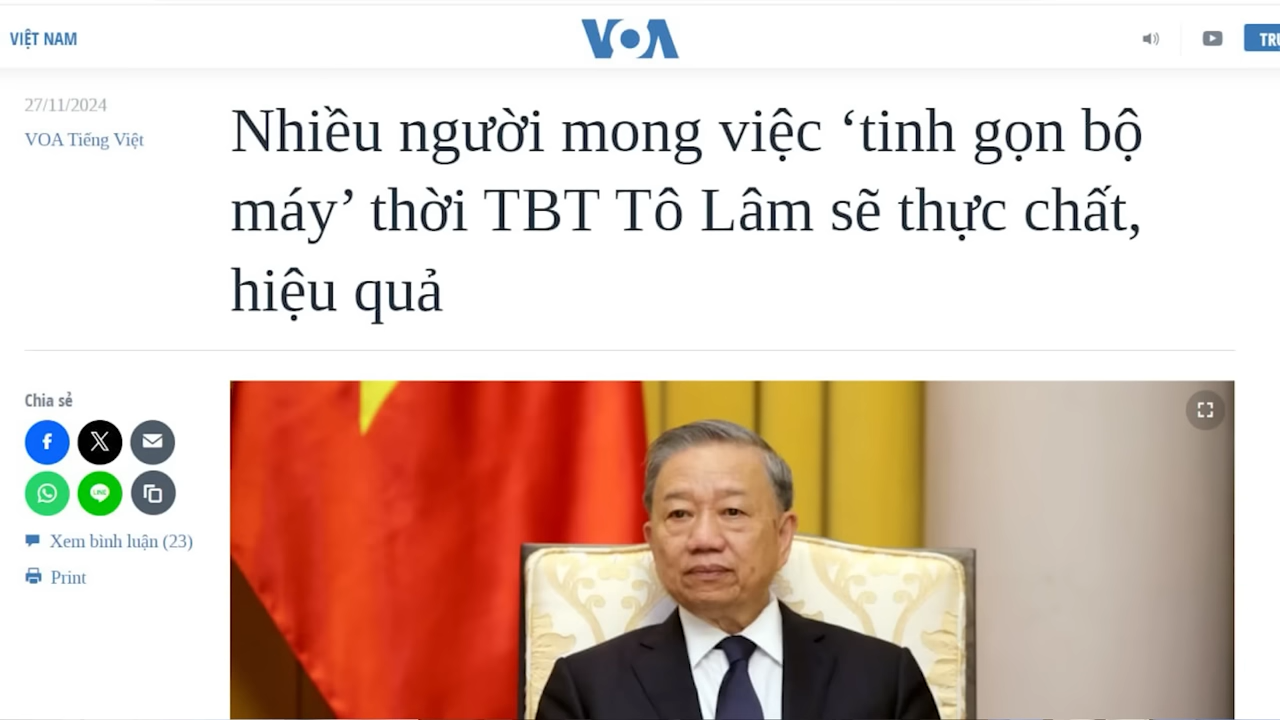 VIỆT NAM
VOA
TRỰ
27/11/2024
VOA Tiếng Việt
Nhiều người mong việc ‘tinh gọn bộ
máy’ thời TBT Tô Lâm sẽ thực chất,
hiệu quả
Chia sẻ
Xem bình luận (23)
Print